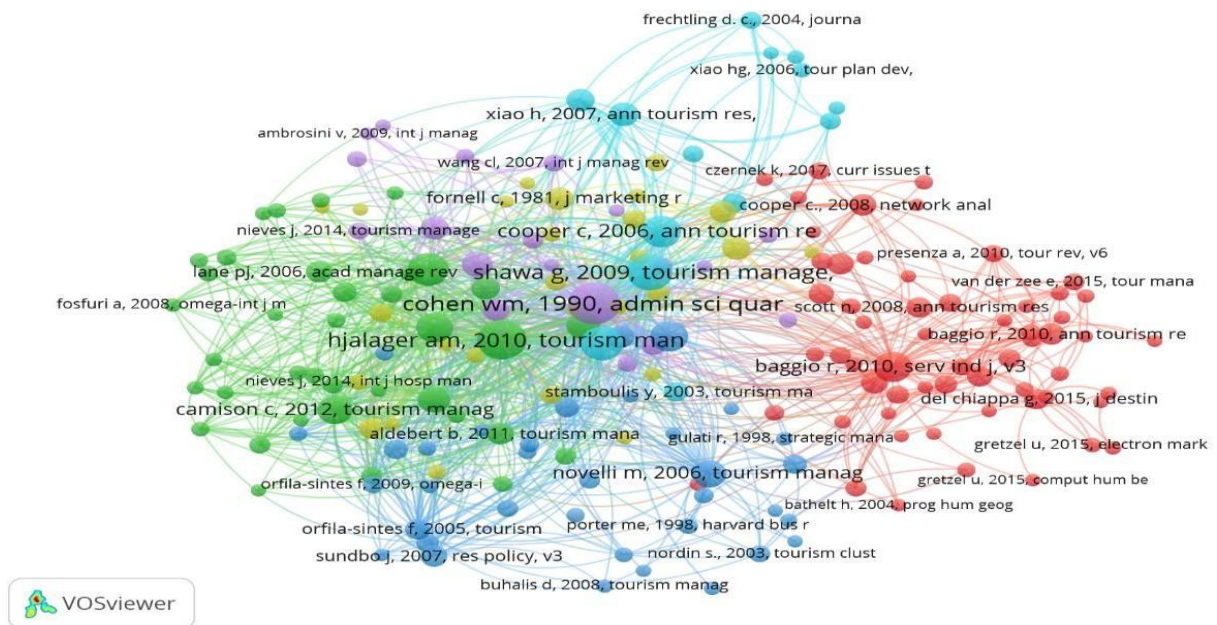 frechtling d. c., 2004, journa
xiao hg, 2006, tour plan dev,
xiao h, 2007, ann tourism res,
ambrosini v, 2009, int j manag
wang cl, 2007, int j manag rev
czernek k, 2017, curr issues t
fornell c, 1981, j marketing r
cooper c., 2008, network anal
nieves j, 2014, tourism manage
cooper c, 2006, ann tourism re
presenza a, 2010, tour rev, v6
lane pj, 2006, acad manage rev
shawa g, 2009, tourism manage,
van der zee e, 2015, tour mana
fosfuri a, 2008, omega-int j m
cohen wm, 1990, admin sci quar
scott n, 2008, ann tourism res
hjalager am, 2010, tourism man
baggio r, 2010, ann tourism re
baggio r, 2010, serv ind j, v3
nieves j, 2014, int j hosp man
stamboulis y, 2003, tourism ma
del chiappa g, 2015, j destin
camison c, 2012, tourism manag
aldebert b, 2011, tourism mana
gulati r, 1998, strategic mana
gretzel u, 2015, electron mark
novelli m, 2006, tourism manag
orfila-sintes f, 2009, omega-i
gretzel u, 2015, comput hum be
bathelt h, 2004, prog hum geog
orfila-sintes f, 2005, tourism
porter me, 1998, harvard bus r
sundbo j, 2007, res policy, v3
nordin s., 2003, tourism clust
buhalis d, 2008, tourism manag
VOSviewer